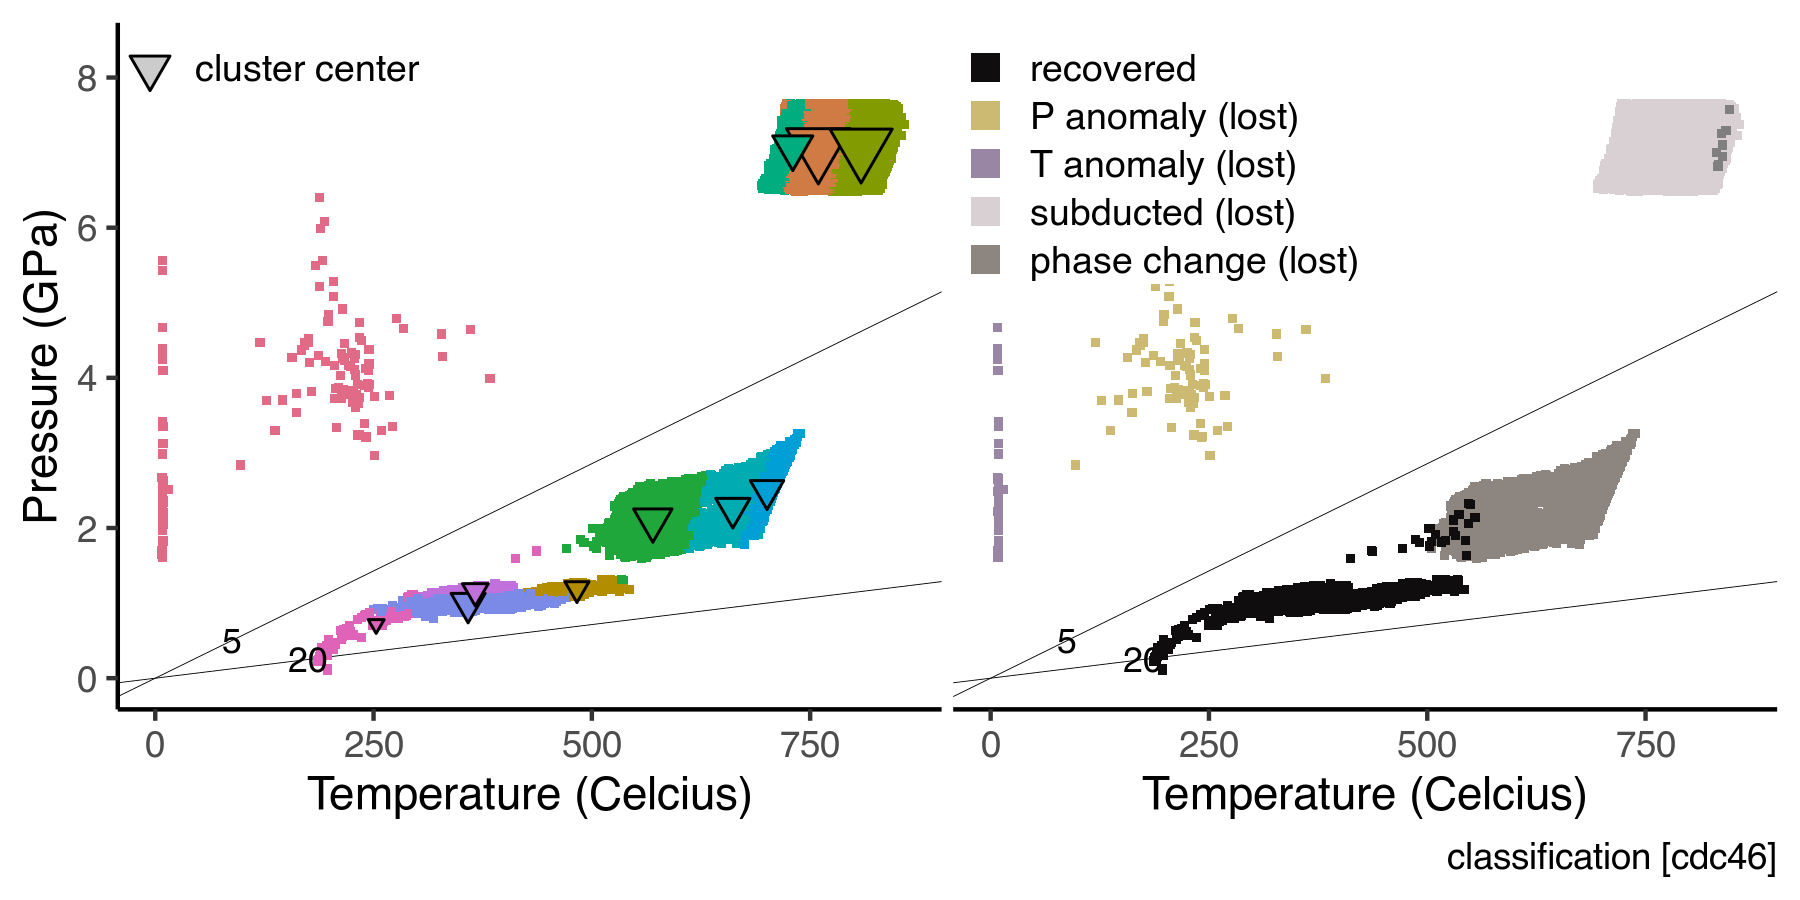 cluster center
recovered
P anomaly (lost)
T anomaly (lost)
subducted (lost)
phase change (lost)
Pressure (GPa)
8
6
4
2
0
5
20
5
20
0 250 500 750
0 250 500 750
Temperature (Celcius)
Temperature (Celcius)
classification [cdc46]